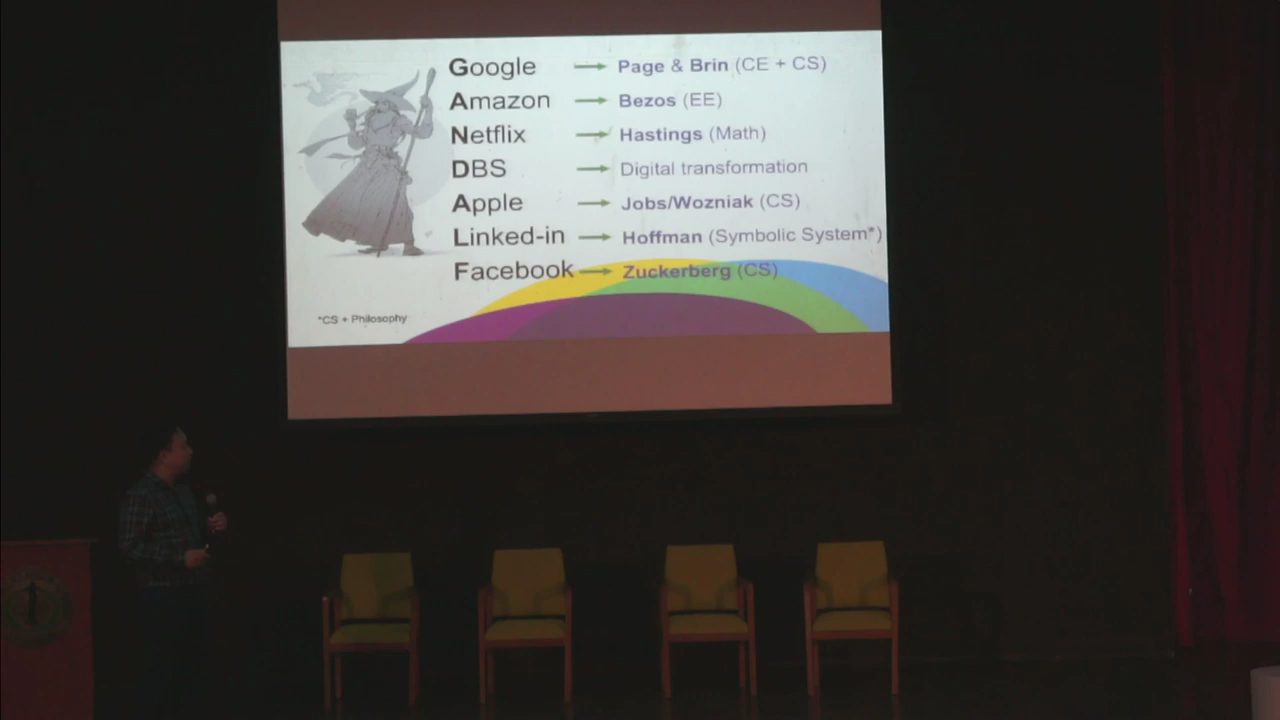 Google → Page & Brin (CE + CS)
Amazon → Bezos (EE)
Netflix → Hastings (Math)
DBS → Digital transformation
Apple → Jobs/Wozniak (CS)
Linked-in → Hoffman (Symbolic System*)
Facebook → Zuckerberg (CS)
*CS + Philosophy